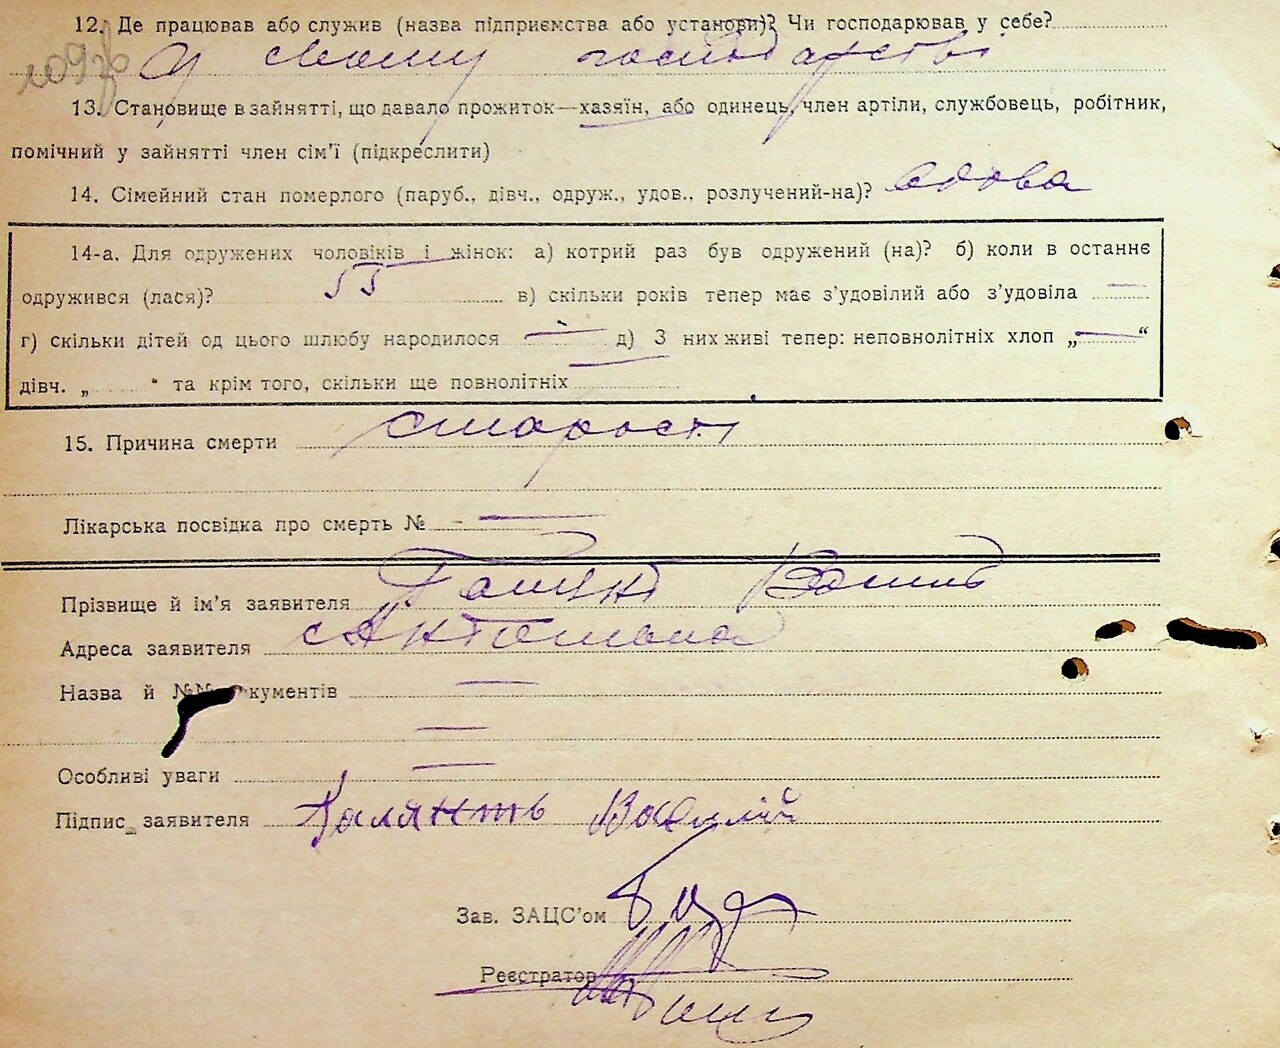 12. Де працював або служив (назва підприємства або установи)? Чи господарював у себе?
У своему господарстві
13. Становище в зайнятті, що давало прожиток—хазяїн, або одинець, член артіли, службовець, робітник,
помічний у зайнятті член сім'ї (підкреслити)
14. Сімейний стан померлого (паруб., дівч., одруж., удов., розлучений-на)? вдова
14-а. Для одружених чоловіків і жінок: а) котрий раз був одружений (на)? б) коли в останнє
одружився (лася)? в) скільки років тепер має з'удовілий або з'удовіла —
г) скільки дітей од цього шлюбу народилося — д) З них живі тепер: неповнолітніх хлоп „—“
дівч. „ “ та крім того, скільки ще повнолітніх —
15. Причина смерти старості
Лікарська посвідка про смерть № —
Прізвище й ім'я заявителя
Адреса заявителя
Назва й №№ документів —
—
Особливі уваги —
Підпис заявителя Василій
Зав. ЗАЦС'ом
Реєстратор